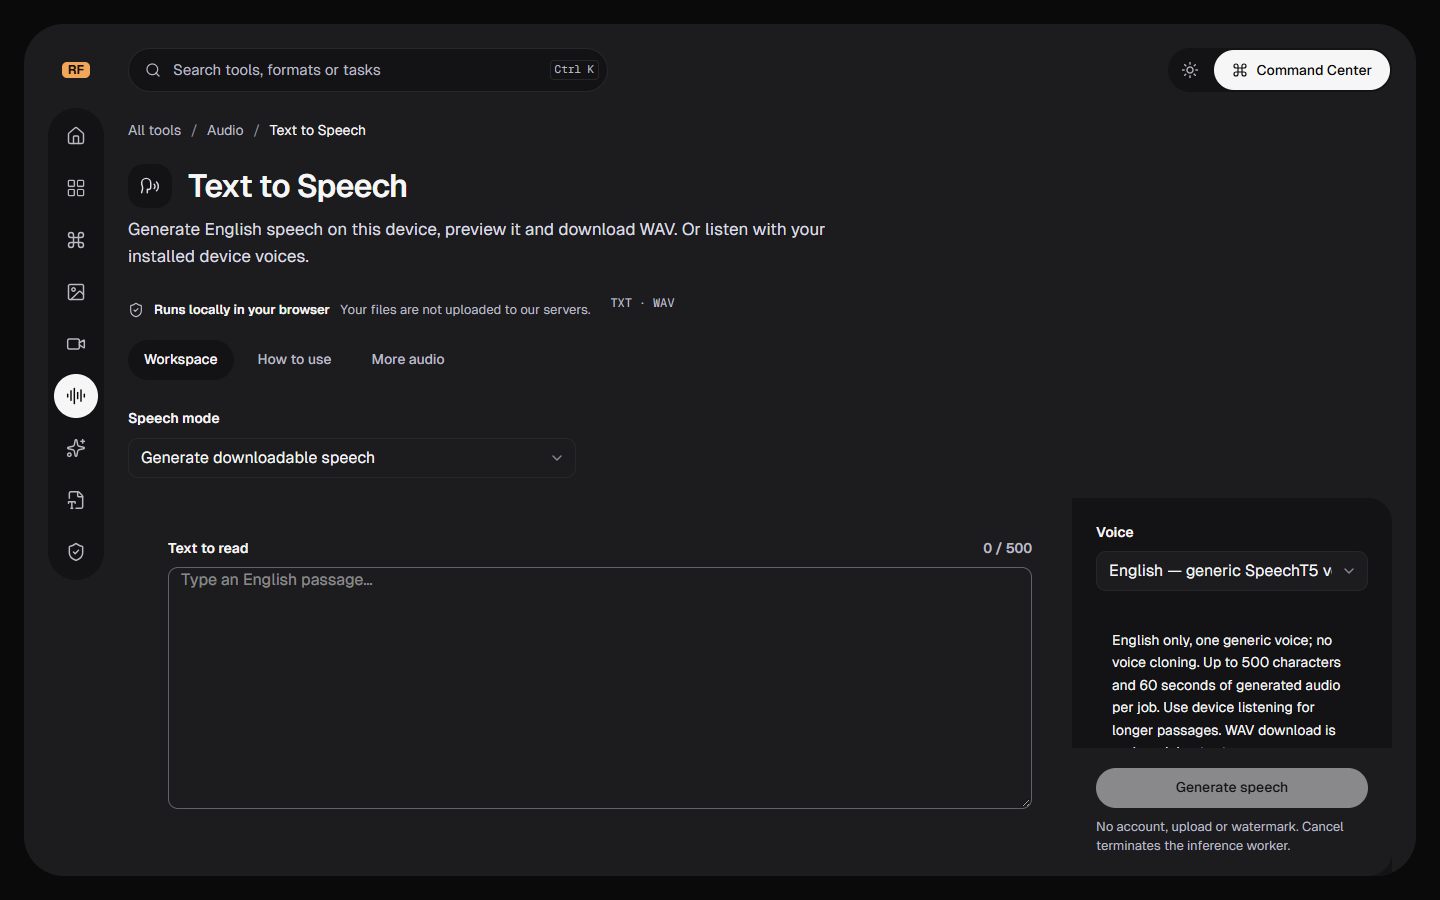 RF
Search tools, formats or tasks
Ctrl K
Command Center
All tools / Audio / Text to Speech
Text to Speech
Generate English speech on this device, preview it and download WAV. Or listen with your
installed device voices.
Runs locally in your browser Your files are not uploaded to our servers. TXT · WAV
Workspace How to use More audio
Speech mode
Generate downloadable speech
Text to read 0 / 500
Type an English passage...
Voice
English — generic SpeechT5 v
English only, one generic voice; no
voice cloning. Up to 500 characters
and 60 seconds of generated audio
per job. Use device listening for
longer passages. WAV download is
Generate speech
No account, upload or watermark. Cancel
terminates the inference worker.